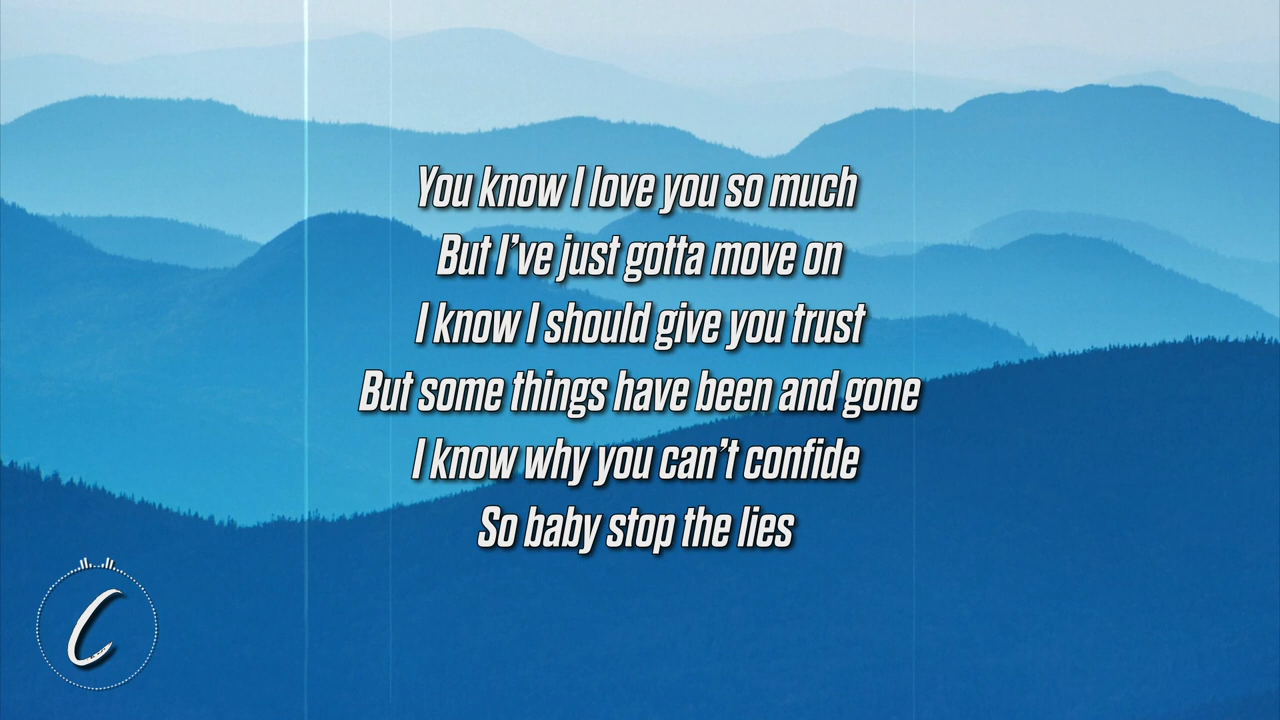 You know I love you so much
But I've just gotta move on
I know I should give you trust
But some things have been and gone
I know why you can't confide
So baby stop the lies
C